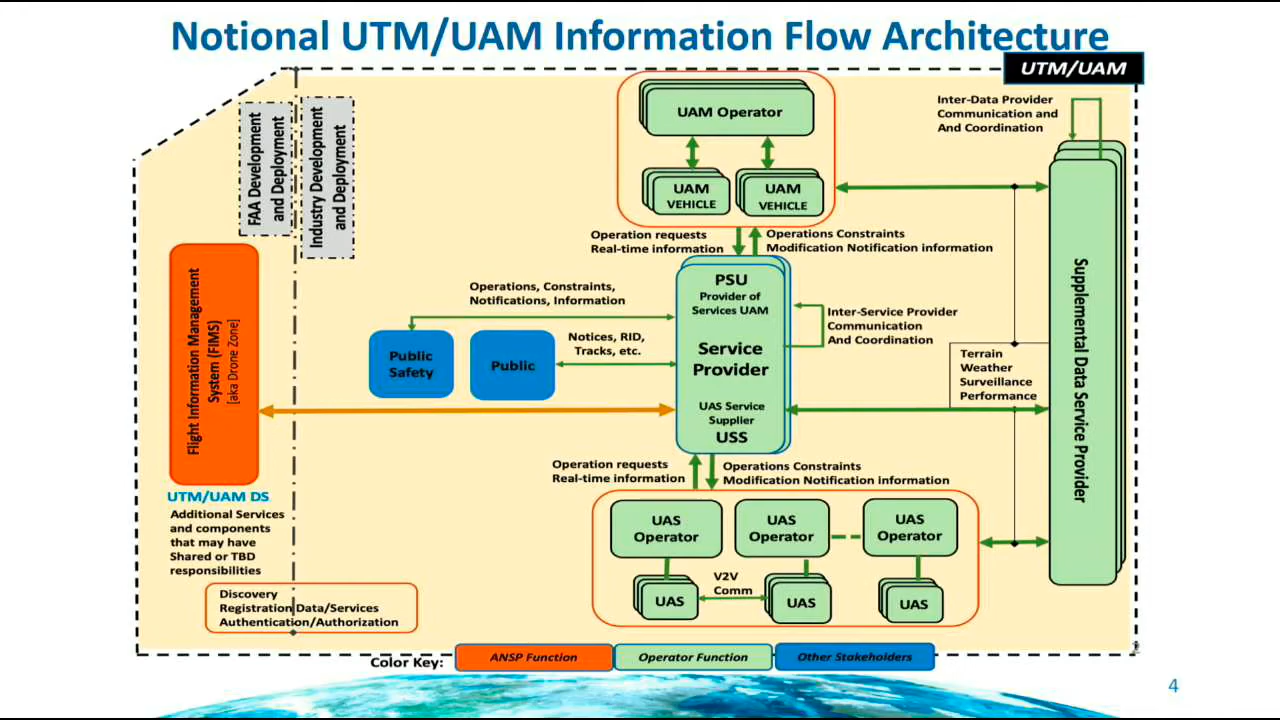 Notional UTM/UAM Information Flow Architecture
UTM/UAM
FAA Development
and Deployment
Industry Development
and Deployment
UAM Operator
UAM
VEHICLE
UAM
VEHICLE
Inter-Data Provider
Communication and
And Coordination
Operation requests
Real-time information
Operations Constraints
Modification Notification information
Flight Information Management
System (FIMS)
[aka Drone Zone]
Operations, Constraints,
Notifications, Information
Public
Safety
Public
Notices, RID,
Tracks, etc.
PSU
Provider of
Services UAM
Service
Provider
UAS Service
Supplier
USS
Inter-Service Provider
Communication
And Coordination
Terrain
Weather
Surveillance
Performance
Supplemental Data Service Provider
Operation requests
Real-time information
Operations Constraints
Modification Notification information
UTM/UAM DS
Additional Services
and components
that may have
Shared or TBD
responsibilities
UAS
Operator
UAS
Operator
UAS
Operator
V2V
Comm
UAS
UAS
UAS
Discovery
Registration Data/Services
Authentication/Authorization
Color Key:
ANSP Function
Operator Function
Other Stakeholders
4